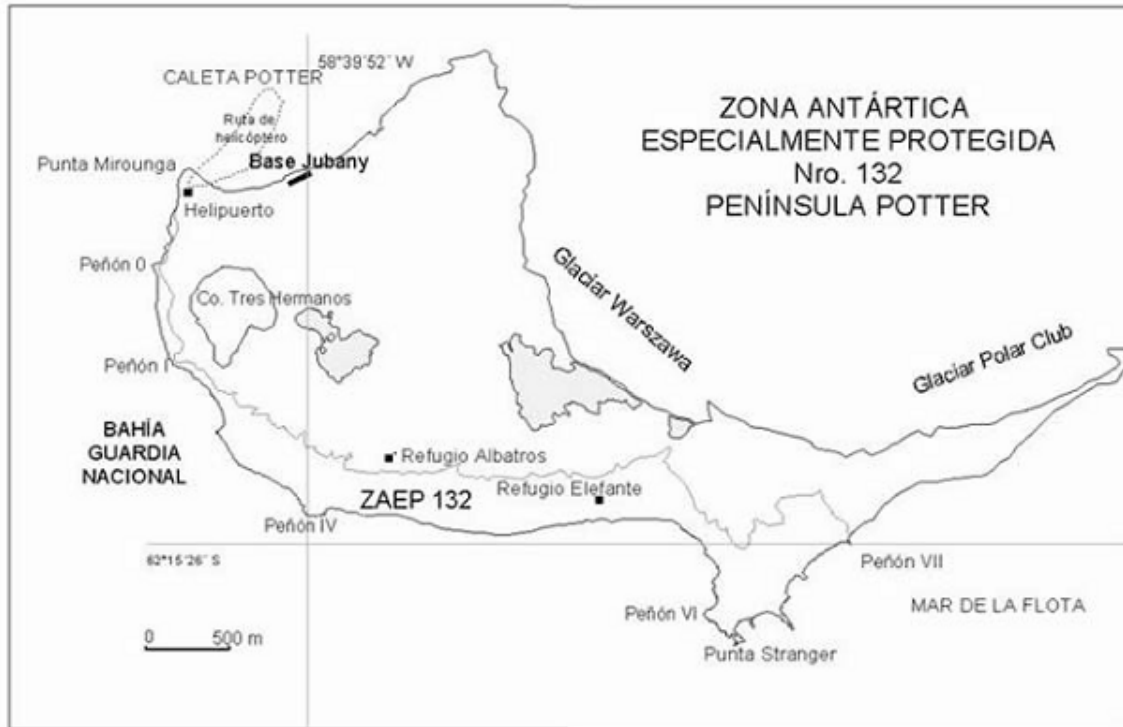 58°39´52´´ W
CALETA POTTER
Ruta de
helicóptero
ZONA ANTÁRTICA
ESPECIALMENTE PROTEGIDA
Nro. 132
PENÍNSULA POTTER
Punta Mirounga
Base Jubany
Helipuerto
Peñón 0
Co. Tres Hermanos
Glaciar Warszawa
Glaciar Polar Club
Peñón I
BAHÍA
GUARDIA
NACIONAL
Refugio Albatros
Refugio Elefante
ZAEP 132
Peñón IV
62°15´26´´ S
Peñón VII
MAR DE LA FLOTA
Peñón VI
0 500 m
Punta Stranger